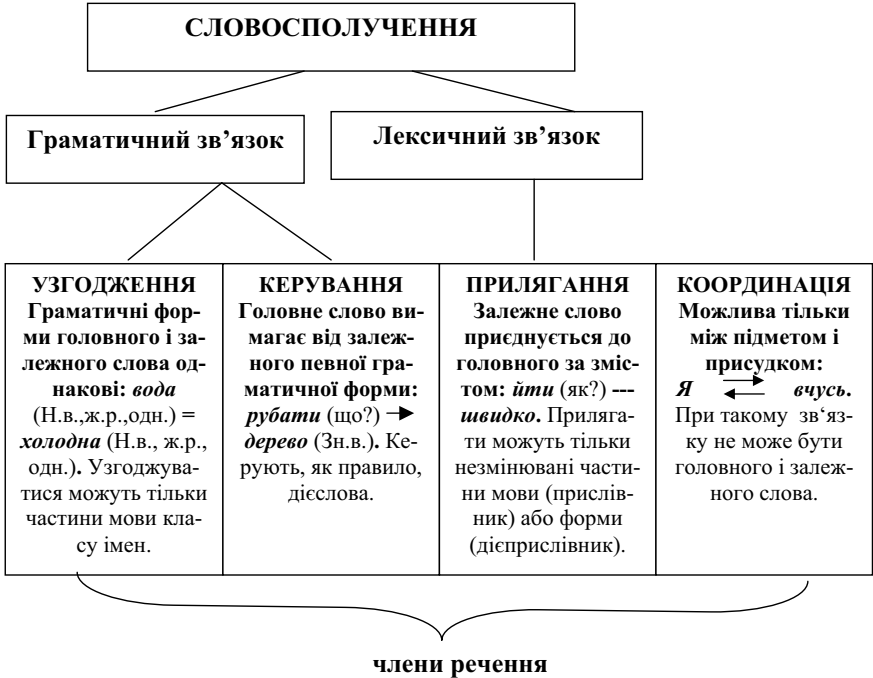 СЛОВОСПОЛУЧЕННЯ
Граматичний зв’язок
Лексичний зв’язок
УЗГОДЖЕННЯ
Граматичні фор-
ми головного і за-
лежного слова од-
накові: вода
(Н.в.,ж.р.,одн.) =
холодна (Н.в., ж.р.,
одн.). Узгоджува-
тися можуть тільки
частини мови кла-
су імен.
КЕРУВАННЯ
Головне слово ви-
магає від залеж-
ного певної гра-
матичної форми:
рубати (що?) →
дерево (Зн.в.). Ке-
рують, як правило,
дієслова.
ПРИЛЯГАННЯ
Залежне слово
приєднується до
головного за зміс-
том: йти (як?) ---
швидко. Приляга-
ти можуть тільки
незмінювані части-
ни мови (прислів-
ник) або форми
(дієприслівник).
КООРДИНАЦІЯ
Можлива тільки
між підметом і
присудком:
Я ⇄ вчусь.
При такому зв‘яз-
ку не може бути
головного і залеж-
ного слова.
члени речення